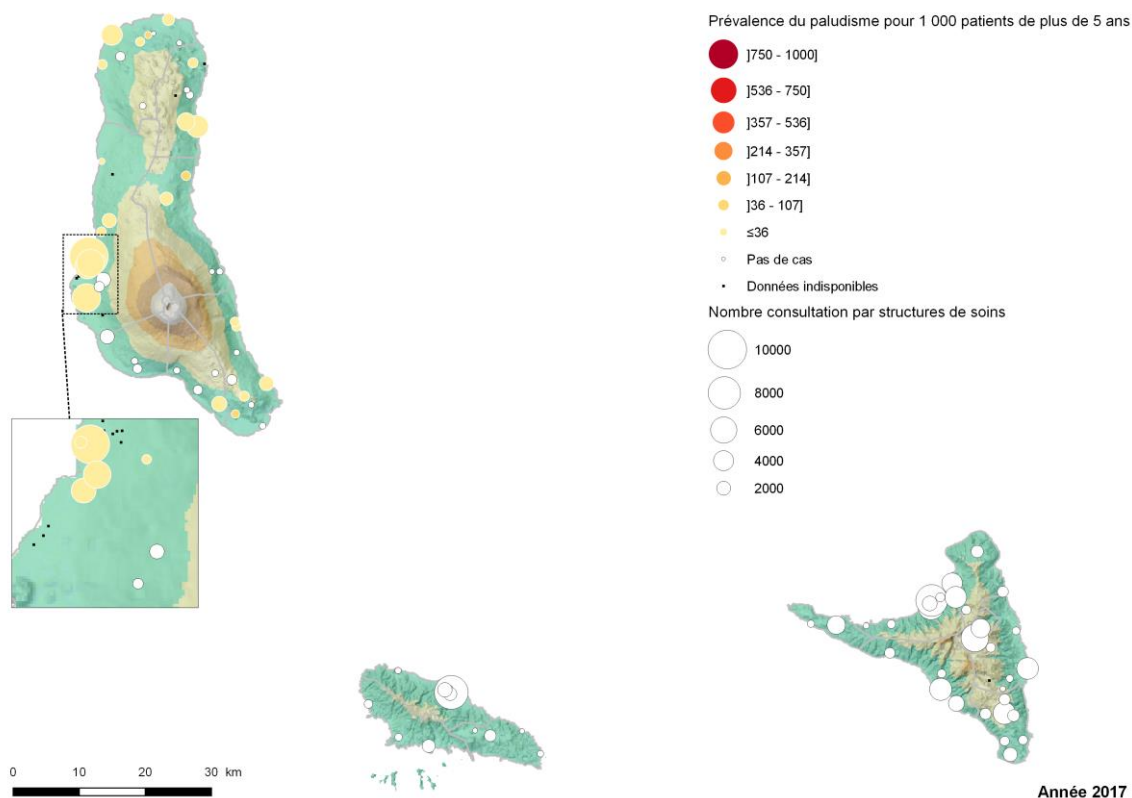 Prévalence du paludisme pour 1 000 patients de plus de 5 ans
]750 - 1000]
]536 - 750]
]357 - 536]
]214 - 357]
]107 - 214]
]36 - 107]
≤36
Pas de cas
Données indisponibles
Nombre consultation par structures de soins
10000
8000
6000
4000
2000
0 10 20 30 km
Année 2017